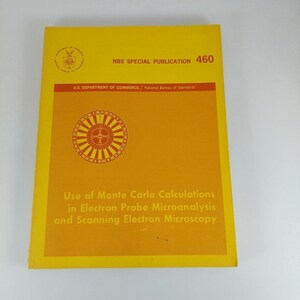 NBS SPECIAL PUBLICATION 460
U.S. DEPARTMENT OF COMMERCE / National Bureau of Standards
Use of Monte Carlo Calculations
in Electron Probe Microanalysis
and Scanning Electron Microscopy